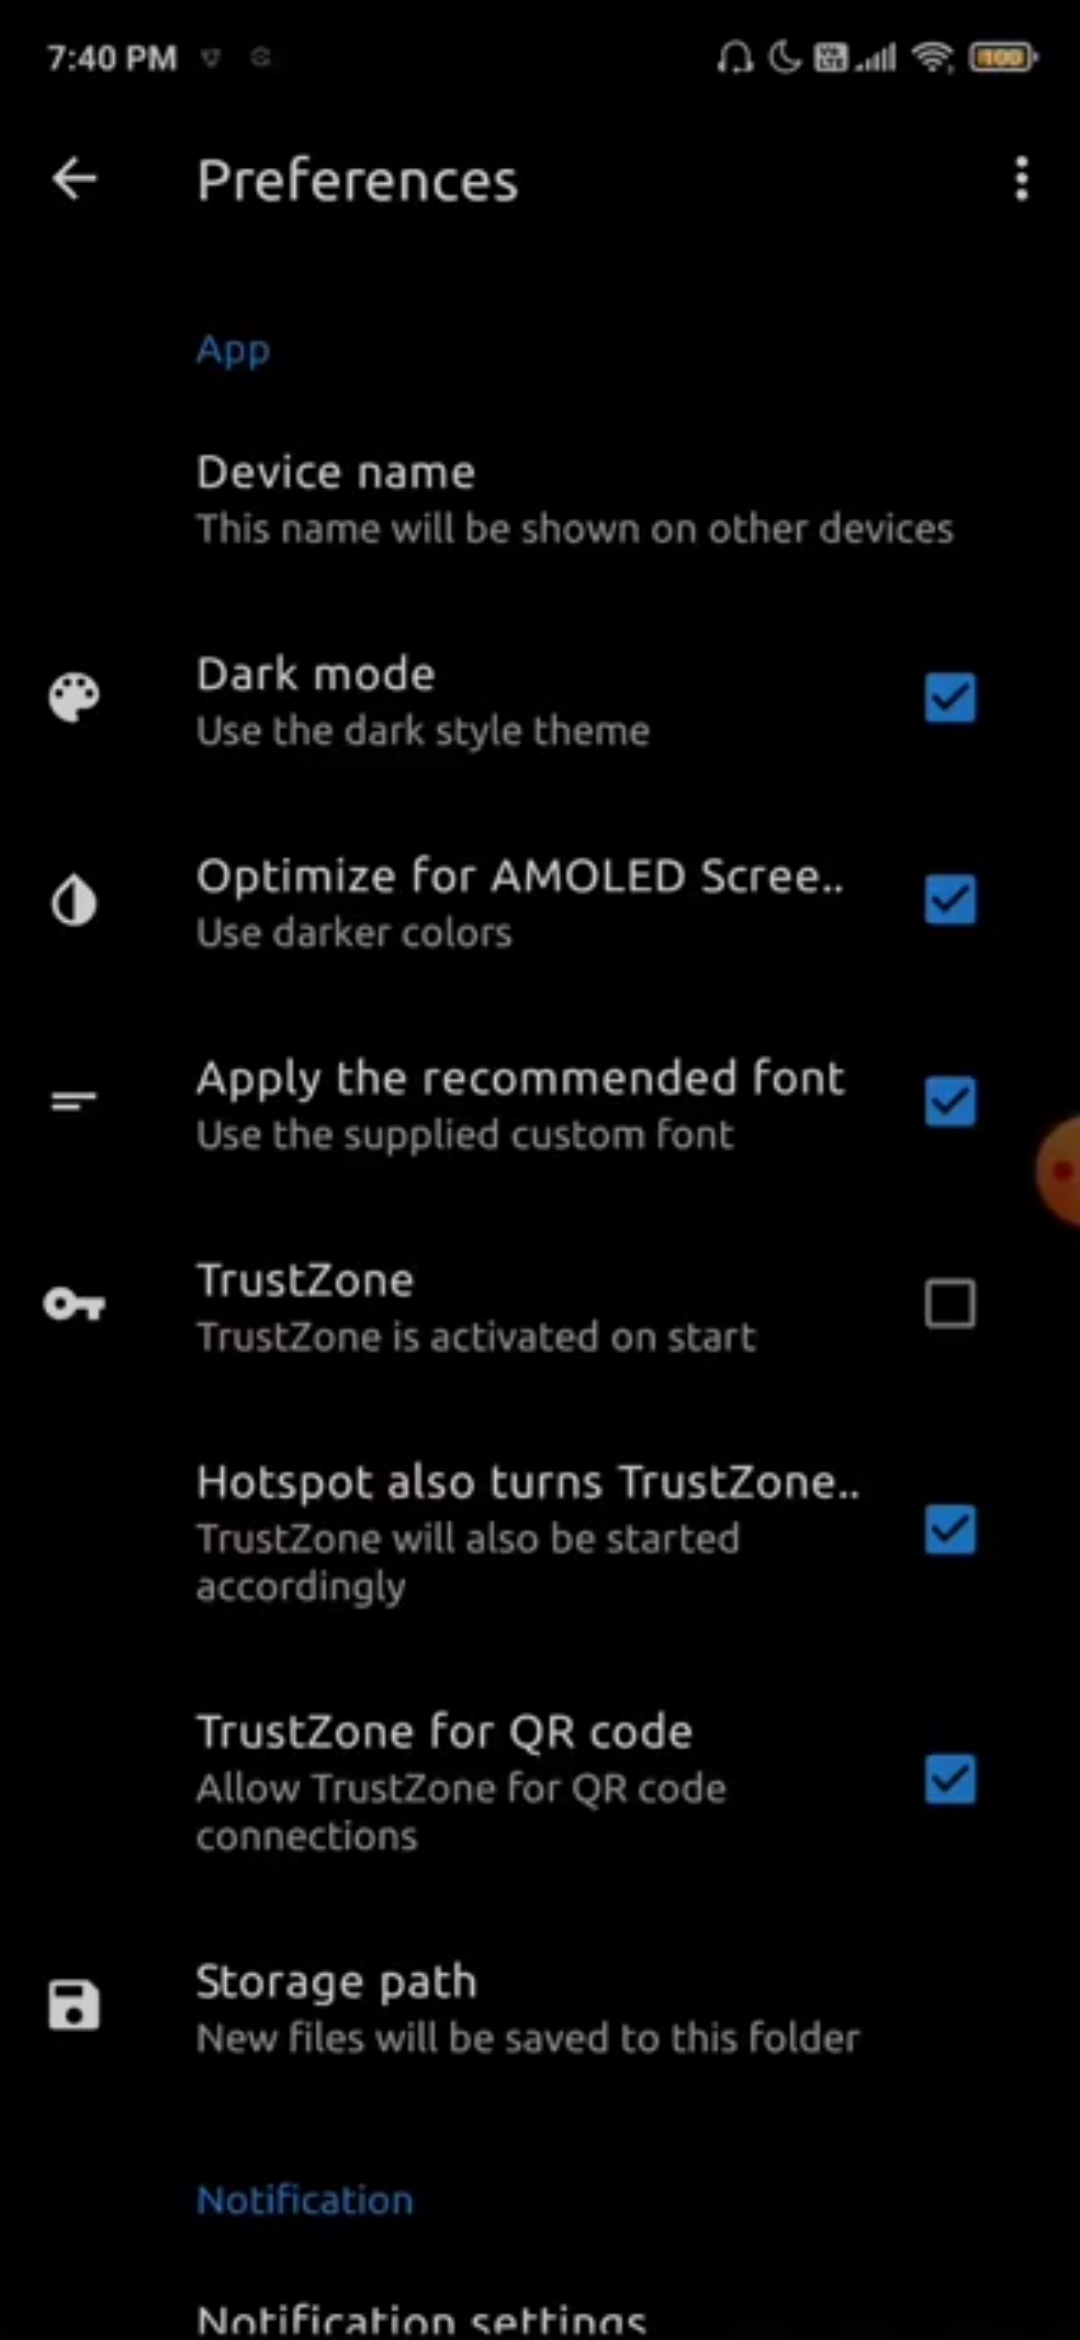 7:40 PM
100
Preferences
App
Device name
This name will be shown on other devices
Dark mode
Use the dark style theme
Optimize for AMOLED Scree..
Use darker colors
Apply the recommended font
Use the supplied custom font
TrustZone
TrustZone is activated on start
Hotspot also turns TrustZone..
TrustZone will also be started
accordingly
TrustZone for QR code
Allow TrustZone for QR code
connections
Storage path
New files will be saved to this folder
Notification
Notification settings